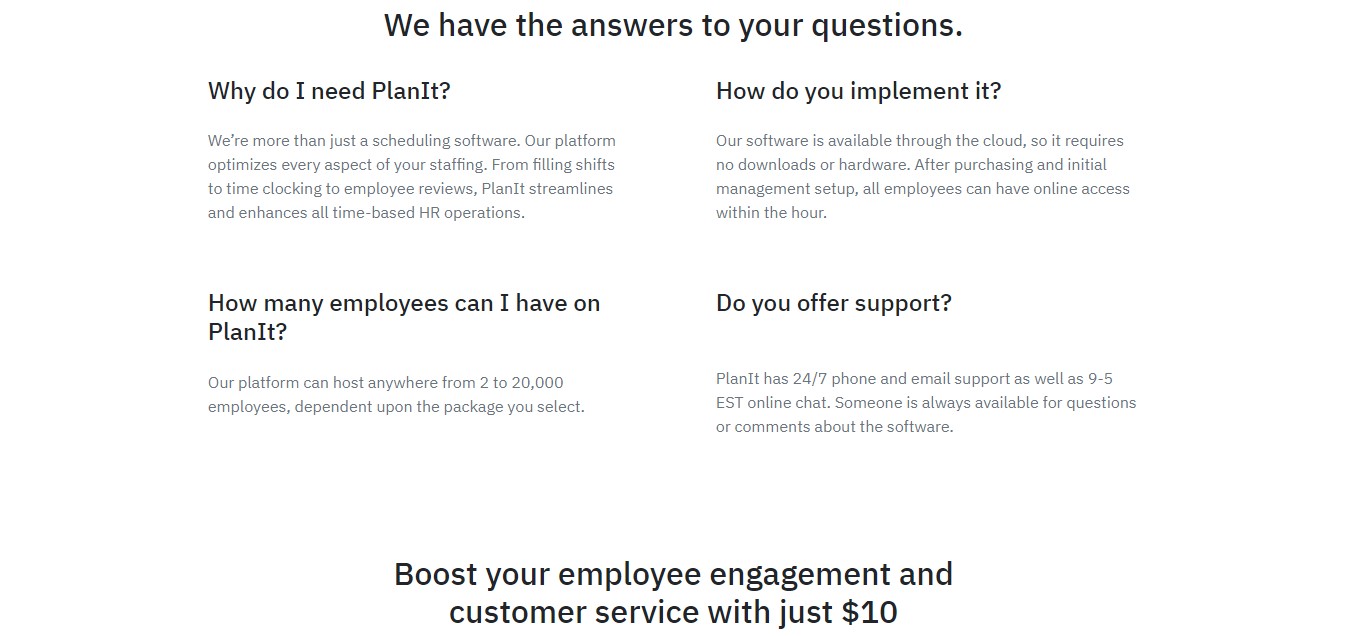 We have the answers to your questions.
Why do I need PlanIt?
We’re more than just a scheduling software. Our platform
optimizes every aspect of your staffing. From filling shifts
to time clocking to employee reviews, PlanIt streamlines
and enhances all time-based HR operations.
How do you implement it?
Our software is available through the cloud, so it requires
no downloads or hardware. After purchasing and initial
management setup, all employees can have online access
within the hour.
How many employees can I have on
PlanIt?
Our platform can host anywhere from 2 to 20,000
employees, dependent upon the package you select.
Do you offer support?
PlanIt has 24/7 phone and email support as well as 9-5
EST online chat. Someone is always available for questions
or comments about the software.
Boost your employee engagement and
customer service with just $10